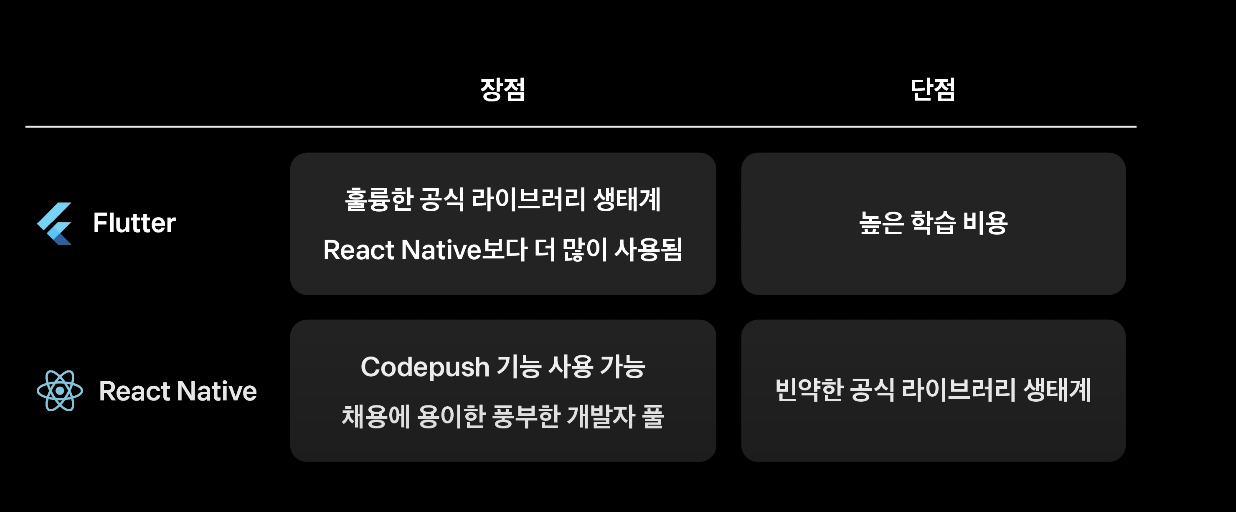 장점
단점
Flutter
훌륭한 공식 라이브러리 생태계
React Native보다 더 많이 사용됨
높은 학습 비용
React Native
Codepush 기능 사용 가능
채용에 용이한 풍부한 개발자 풀
빈약한 공식 라이브러리 생태계